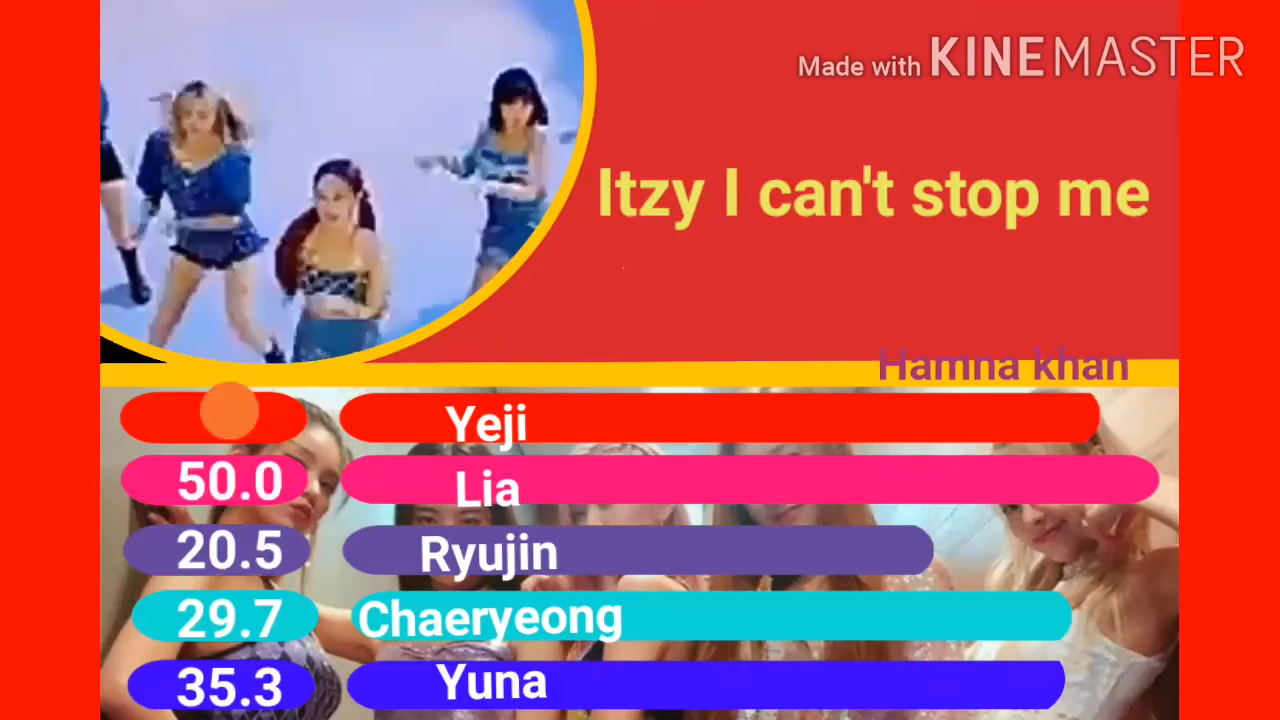 Made with KINEMASTER
Itzy I can't stop me
Hamna khan
Yeji
50.0 Lia
20.5 Ryujin
29.7 Chaeryeong
35.3 Yuna